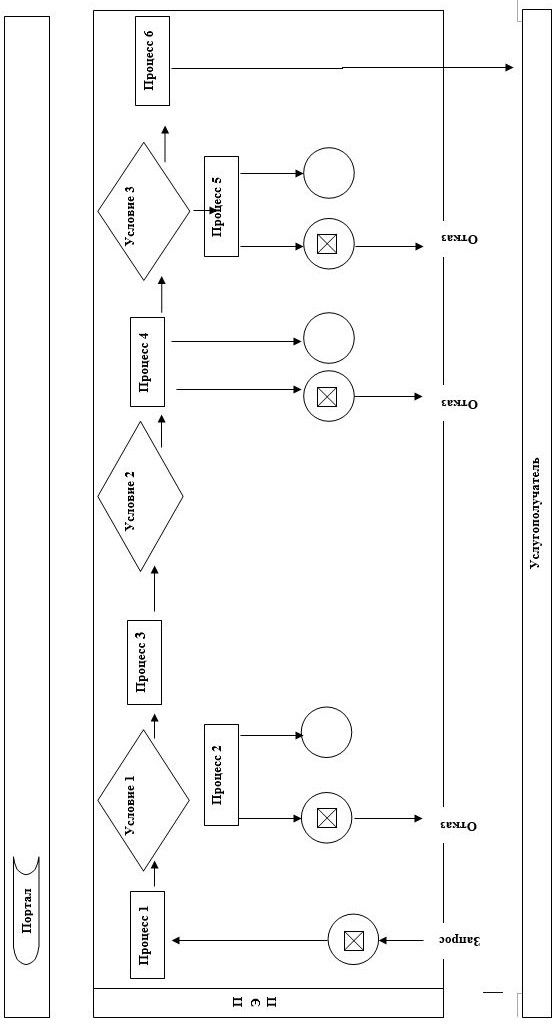 Портал
П
Э
П
Процесс 1
Условие 1
Процесс 3
Условие 2
Процесс 4
Условие 3
Процесс 6
Процесс 2
Процесс 5
Запрос
Отказ
Отказ
Отказ
Услугополучатель